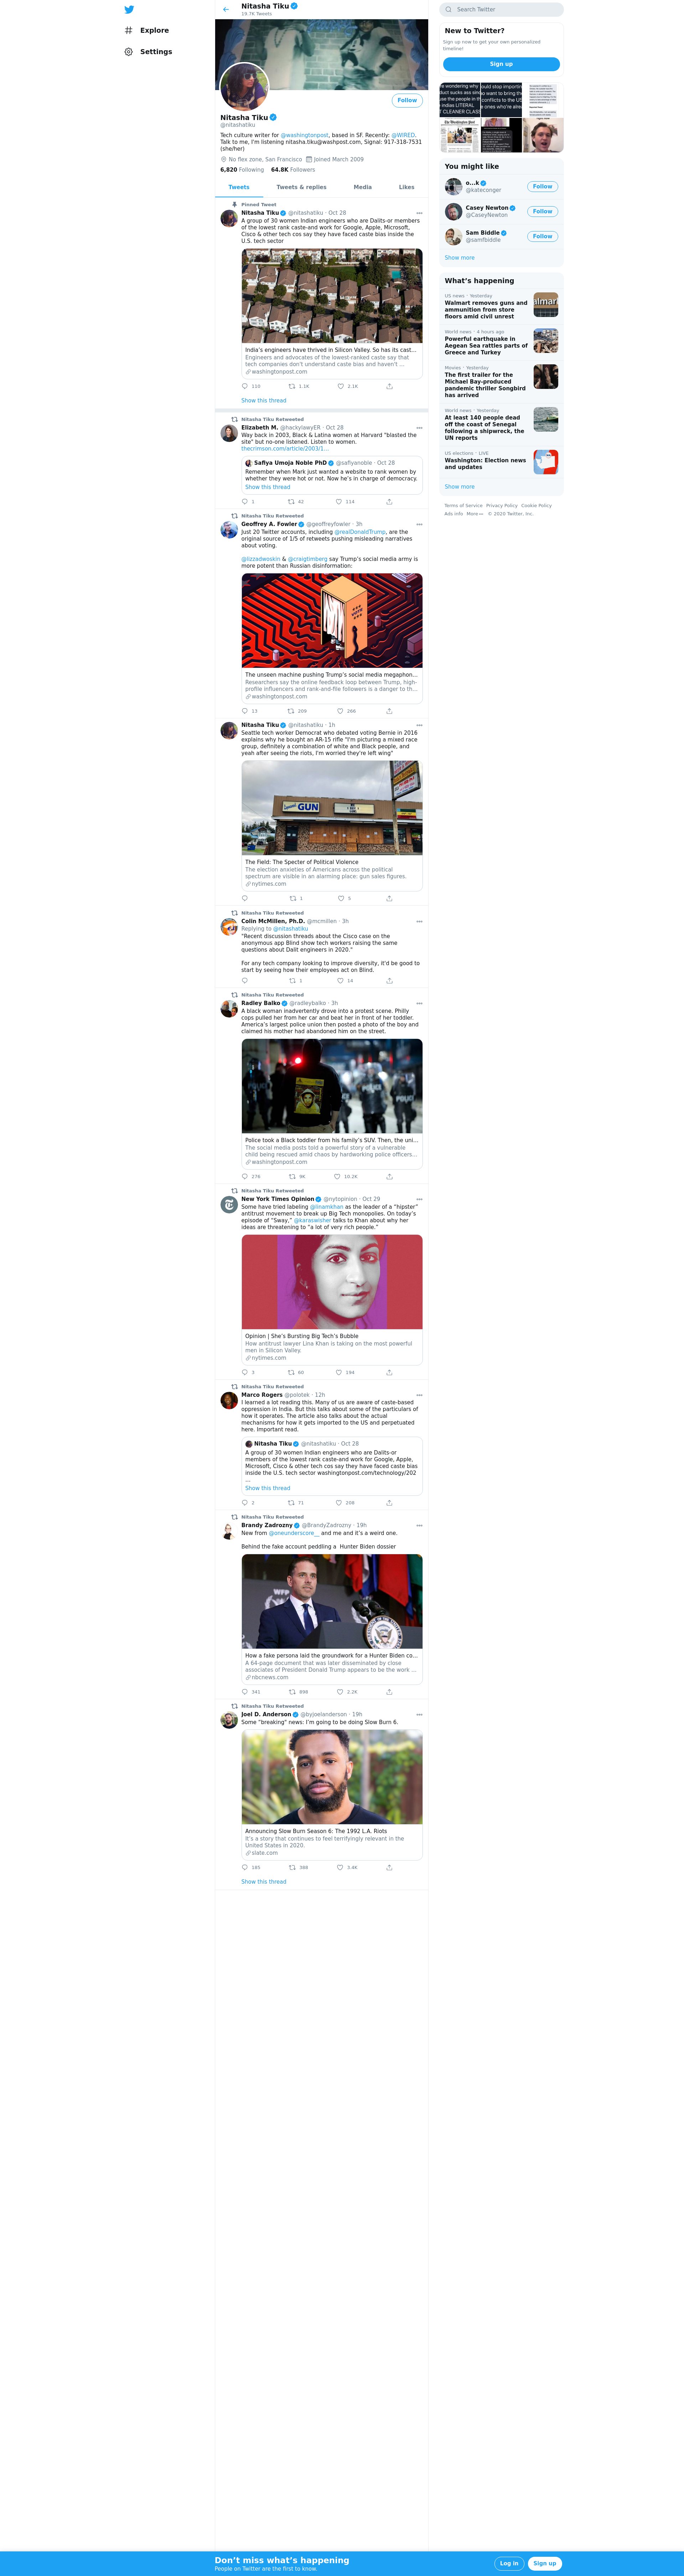 Explore
Settings
Nitasha Tiku
19.7K Tweets
Follow
Nitasha Tiku
@nitashatiku
Tech culture writer for @washingtonpost, based in SF. Recently: @WIRED.
Talk to me, I'm listening nitasha.tiku@washpost.com, Signal: 917-318-7531
(she/her)
No flex zone, San Francisco Joined March 2009
6,820 Following 64.8K Followers
Tweets Tweets & replies Media Likes
Pinned Tweet
Nitasha Tiku @nitashatiku · Oct 28
A group of 30 women Indian engineers who are Dalits-or members
of the lowest rank caste-and work for Google, Apple, Microsoft,
Cisco & other tech cos say they have faced caste bias inside the
U.S. tech sector
India's engineers have thrived in Silicon Valley. So has its cast...
Engineers and advocates of the lowest-ranked caste say that
tech companies don't understand caste bias and haven't ...
washingtonpost.com
110 1.1K 2.1K
Show this thread
Nitasha Tiku Retweeted
Elizabeth M. @hackylawyER · Oct 28
Way back in 2003, Black & Latina women at Harvard "blasted the
site" but no-one listened. Listen to women.
thecrimson.com/article/2003/1...
Safiya Umoja Noble PhD @safiyanoble · Oct 28
Remember when Mark just wanted a website to rank women by
whether they were hot or not. Now he's in charge of democracy.
Show this thread
1 42 114
Nitasha Tiku Retweeted
Geoffrey A. Fowler @geoffreyfowler · 3h
Just 20 Twitter accounts, including @realDonaldTrump, are the
original source of 1/5 of retweets pushing misleading narratives
about voting.
@lizzadwoskin & @craigtimberg say Trump's social media army is
more potent than Russian disinformation:
The unseen machine pushing Trump's social media megaphon...
Researchers say the online feedback loop between Trump, high-
profile influencers and rank-and-file followers is a danger to th...
washingtonpost.com
13 209 266
Nitasha Tiku @nitashatiku · 1h
Seattle tech worker Democrat who debated voting Bernie in 2016
explains why he bought an AR-15 rifle "I'm picturing a mixed race
group, definitely a combination of white and Black people, and
yeah after seeing the riots, I'm worried they're left wing"
GUN
The Field: The Specter of Political Violence
The election anxieties of Americans across the political
spectrum are visible in an alarming place: gun sales figures.
nytimes.com
1 5
Nitasha Tiku Retweeted
Colin McMillen, Ph.D. @mcmillen · 3h
Replying to @nitashatiku
"Recent discussion threads about the Cisco case on the
anonymous app Blind show tech workers raising the same
questions about Dalit engineers in 2020."
For any tech company looking to improve diversity, it'd be good to
start by seeing how their employees act on Blind.
1 14
Nitasha Tiku Retweeted
Radley Balko @radleybalko · 3h
A black woman inadvertently drove into a protest scene. Philly
cops pulled her from her car and beat her in front of her toddler.
America's largest police union then posted a photo of the boy and
claimed his mother had abandoned him on the street.
Police took a Black toddler from his family's SUV. Then, the uni...
The social media posts told a powerful story of a vulnerable
child being rescued amid chaos by hardworking police officers...
washingtonpost.com
276 9K 10.2K
Nitasha Tiku Retweeted
New York Times Opinion @nytopinion · Oct 29
Some have tried labeling @linamkhan as the leader of a "hipster"
antitrust movement to break up Big Tech monopolies. On today's
episode of "Sway," @karaswisher talks to Khan about why her
ideas are threatening to "a lot of very rich people."
Opinion | She's Bursting Big Tech's Bubble
How antitrust lawyer Lina Khan is taking on the most powerful
men in Silicon Valley.
nytimes.com
3 60 194
Nitasha Tiku Retweeted
Marco Rogers @polotek · 12h
I learned a lot reading this. Many of us are aware of caste-based
oppression in India. But this talks about some of the particulars of
how it operates. The article also talks about the actual
mechanisms for how it gets imported to the US and perpetuated
here. Important read.
Nitasha Tiku @nitashatiku · Oct 28
A group of 30 women Indian engineers who are Dalits-or
members of the lowest rank caste-and work for Google, Apple,
Microsoft, Cisco & other tech cos say they have faced caste bias
inside the U.S. tech sector washingtonpost.com/technology/202
...
Show this thread
2 71 208
Nitasha Tiku Retweeted
Brandy Zadrozny @BrandyZadrozny · 19h
New from @oneunderscore__ and me and it's a weird one.
Behind the fake account peddling a Hunter Biden dossier
How a fake persona laid the groundwork for a Hunter Biden co...
A 64-page document that was later disseminated by close
associates of President Donald Trump appears to be the work ...
nbcnews.com
341 896 2.2K
Nitasha Tiku Retweeted
Joel D. Anderson @byjoelanderson · 19h
Some "breaking" news: I'm going to be doing Slow Burn 6.
Announcing Slow Burn Season 6: The 1992 L.A. Riots
It's a story that continues to feel terrifyingly relevant in the
United States in 2020.
slate.com
185 386 3.4K
Show this thread
Search Twitter
New to Twitter?
Sign up now to get your own personalized
timeline!
Sign up
You might like
o...k
@kateconger
Follow
Casey Newton
@CaseyNewton
Follow
Sam Biddle
@samfbiddle
Follow
Show more
What's happening
US news · Yesterday
Walmart removes guns and
ammunition from store
floors amid civil unrest
World news · 4 hours ago
Powerful earthquake in
Aegean Sea rattles parts of
Greece and Turkey
Movies · Yesterday
The first trailer for the
Michael Bay-produced
pandemic thriller Songbird
has arrived
World news · Yesterday
At least 140 people dead
off the coast of Senegal
following a shipwreck, the
UN reports
US elections · LIVE
Washington: Election news
and updates
Show more
Terms of Service Privacy Policy Cookie Policy
Ads info More © 2020 Twitter, Inc.
Don't miss what's happening
People on Twitter are the first to know.
Log in Sign up